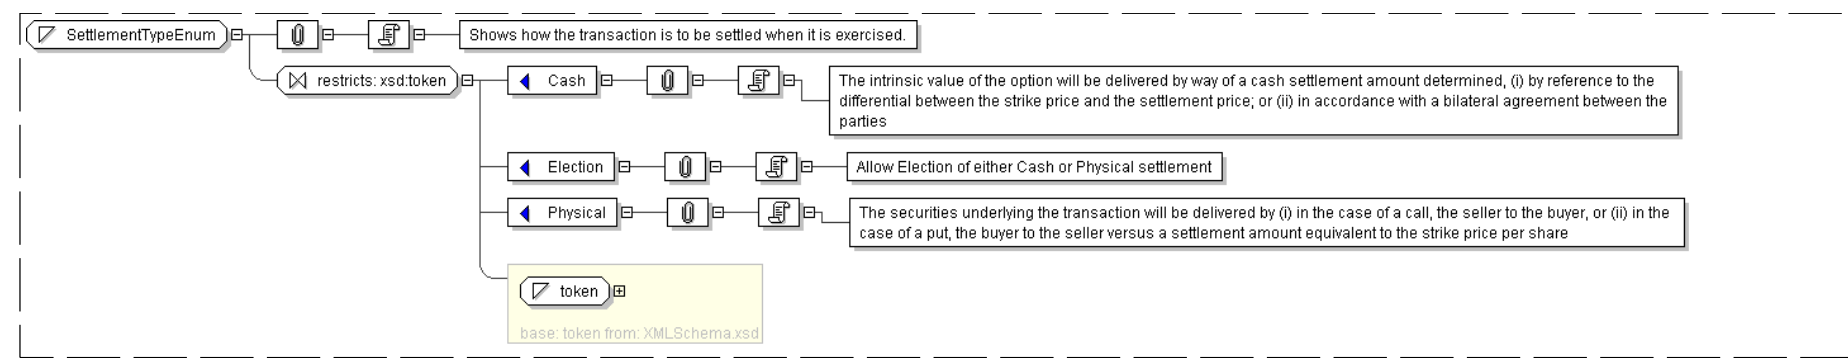 SettlementTypeEnum
Shows how the transaction is to be settled when it is exercised.
restricts: xsd:token
Cash
The intrinsic value of the option will be delivered by way of a cash settlement amount determined, (i) by reference to the
differential between the strike price and the settlement price; or (ii) in accordance with a bilateral agreement between the
parties
Election
Allow Election of either Cash or Physical settlement
Physical
The securities underlying the transaction will be delivered by (i) in the case of a call, the seller to the buyer, or (ii) in the
case of a put, the buyer to the seller versus a settlement amount equivalent to the strike price per share
token
base: token from: XMLSchema.xsd